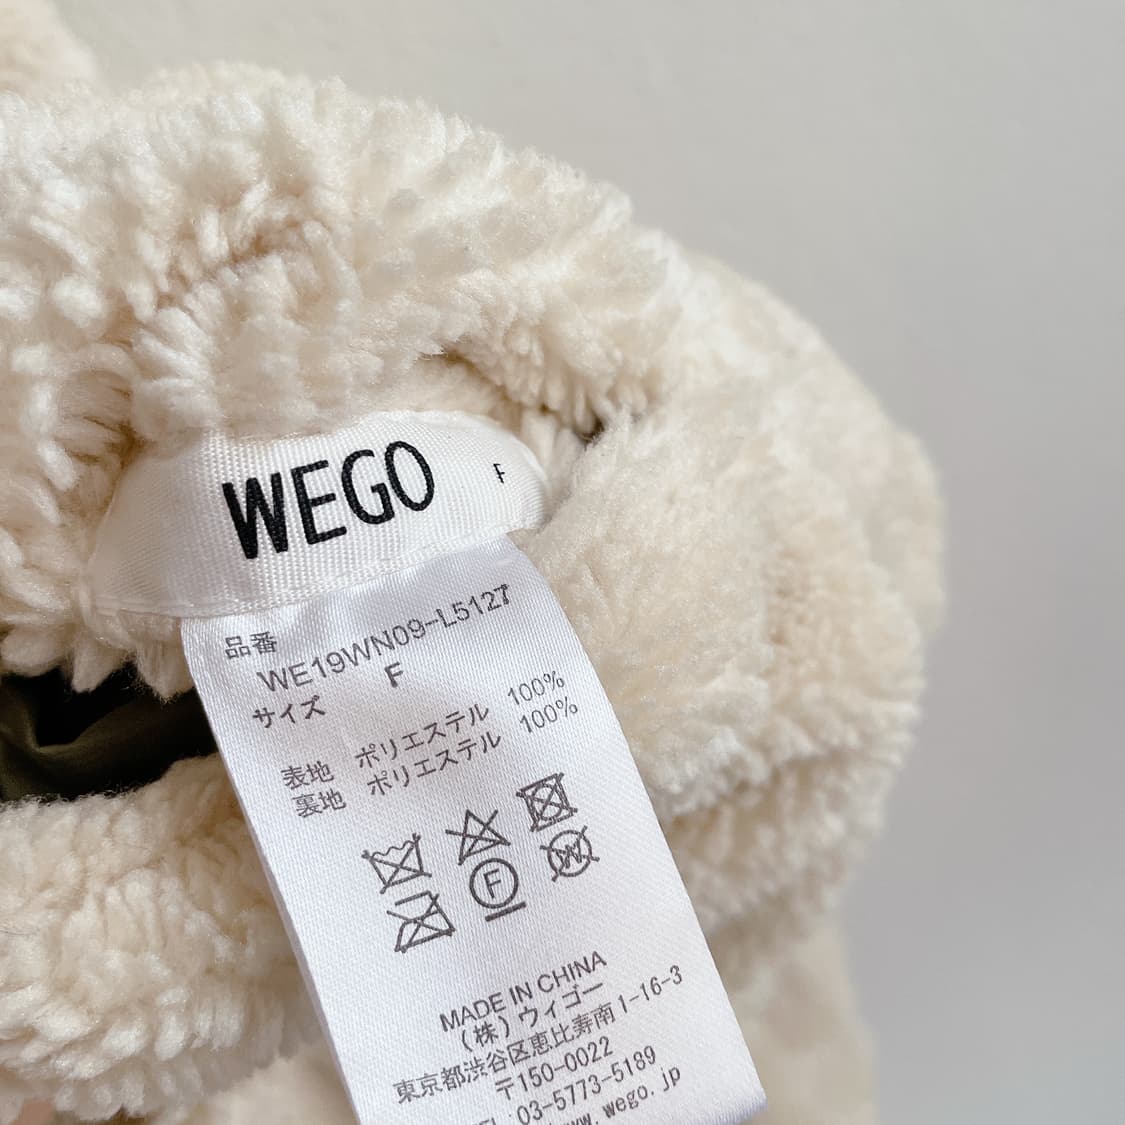 WEGO F
品番
WE19WN09-L5127
サイズ F
表地 ポリエステル 100%
裏地 ポリエステル 100%
F
W
MADE IN CHINA
(株)ウィゴー
東京都渋谷区恵比寿南1-16-3
〒150-0022
TEL:03-5773-5189
www.wego.jp